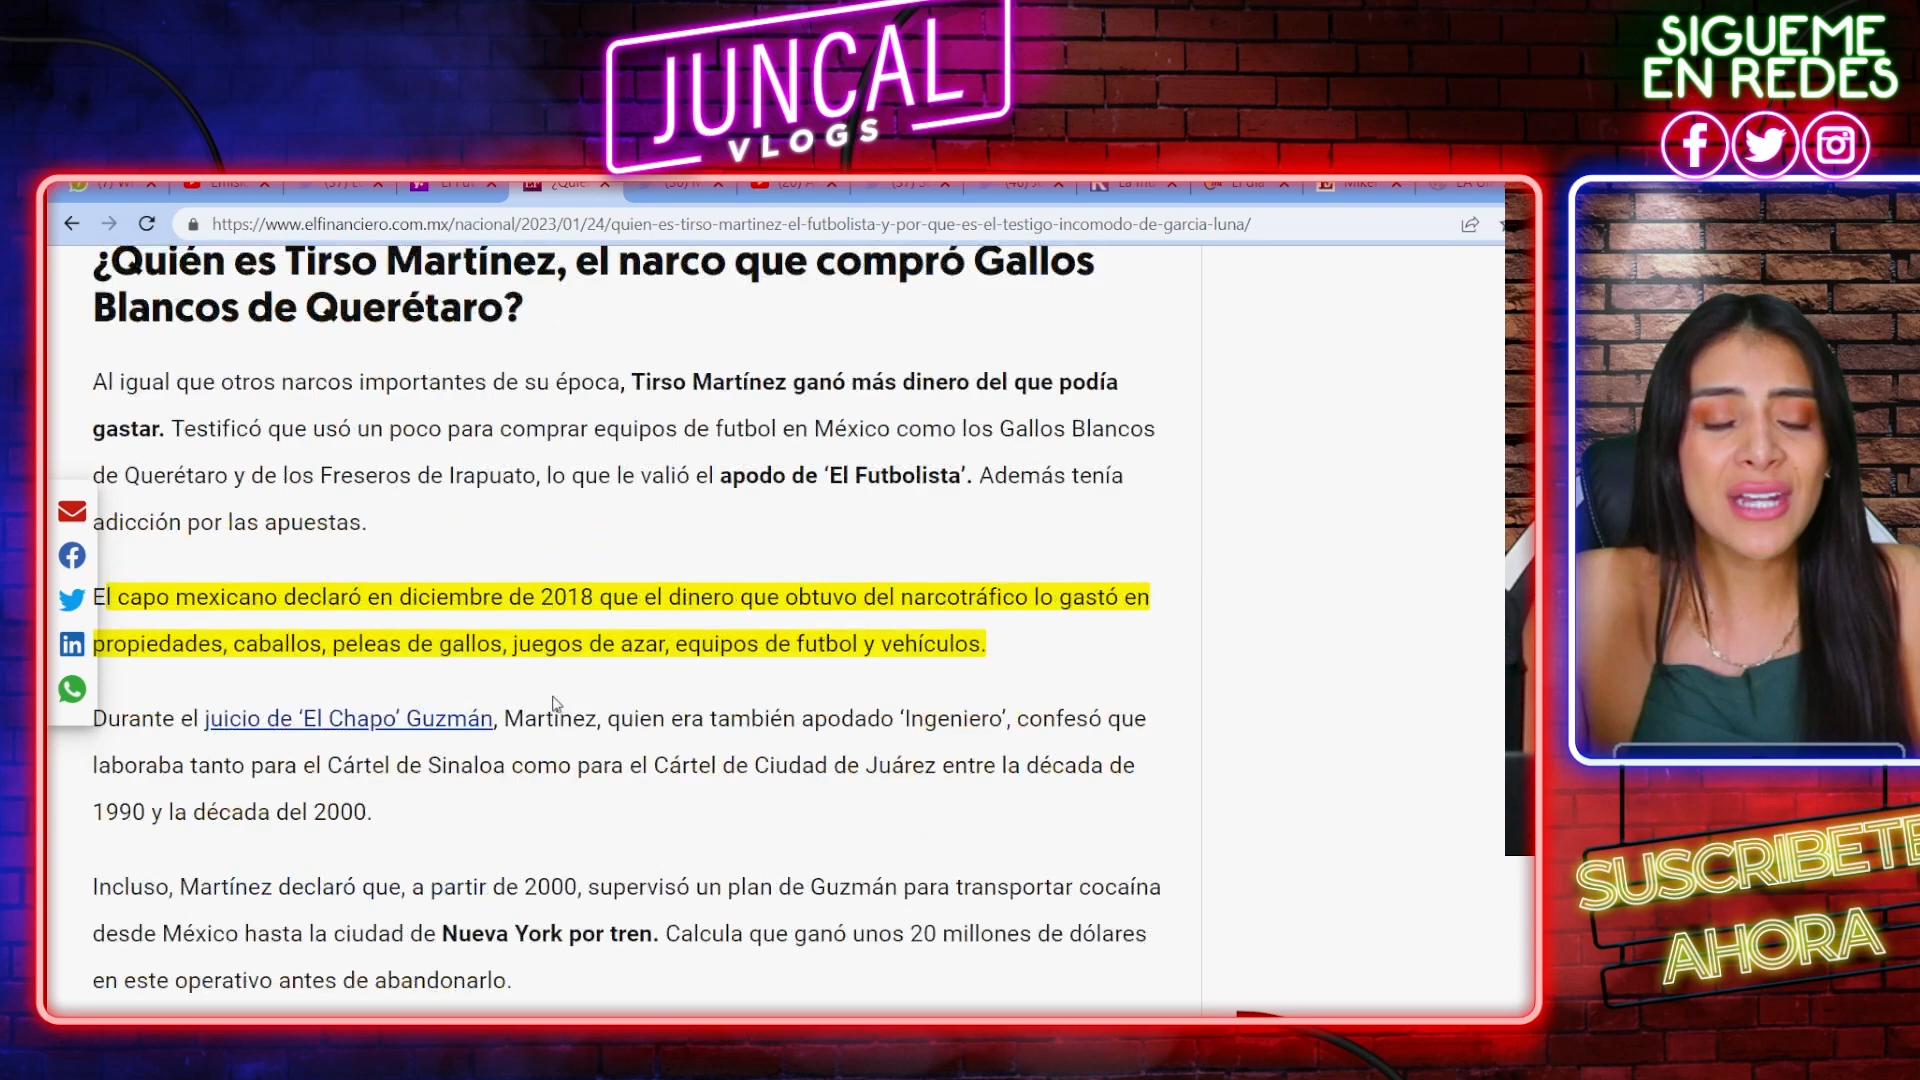 JUNCAL
VLOGS
SIGUEME
EN REDES
https://www.elfinanciero.com.mx/nacional/2023/01/24/quien-es-tirso-martinez-el-futbolista-y-por-que-es-el-testigo-incomodo-de-garcia-luna/
¿Quién es Tirso Martínez, el narco que compró Gallos
Blancos de Querétaro?
Al igual que otros narcos importantes de su época, Tirso Martínez ganó más dinero del que podía
gastar. Testificó que usó un poco para comprar equipos de futbol en México como los Gallos Blancos
de Querétaro y de los Freseros de Irapuato, lo que le valió el apodo de ‘El Futbolista’. Además tenía
adicción por las apuestas.
El capo mexicano declaró en diciembre de 2018 que el dinero que obtuvo del narcotráfico lo gastó en
propiedades, caballos, peleas de gallos, juegos de azar, equipos de futbol y vehículos.
Durante el juicio de ‘El Chapo’ Guzmán, Martínez, quien era también apodado ‘Ingeniero’, confesó que
laboraba tanto para el Cártel de Sinaloa como para el Cártel de Ciudad de Juárez entre la década de
1990 y la década del 2000.
Incluso, Martínez declaró que, a partir de 2000, supervisó un plan de Guzmán para transportar cocaína
desde México hasta la ciudad de Nueva York por tren. Calcula que ganó unos 20 millones de dólares
en este operativo antes de abandonarlo.
SUSCRIBETE
AHORA